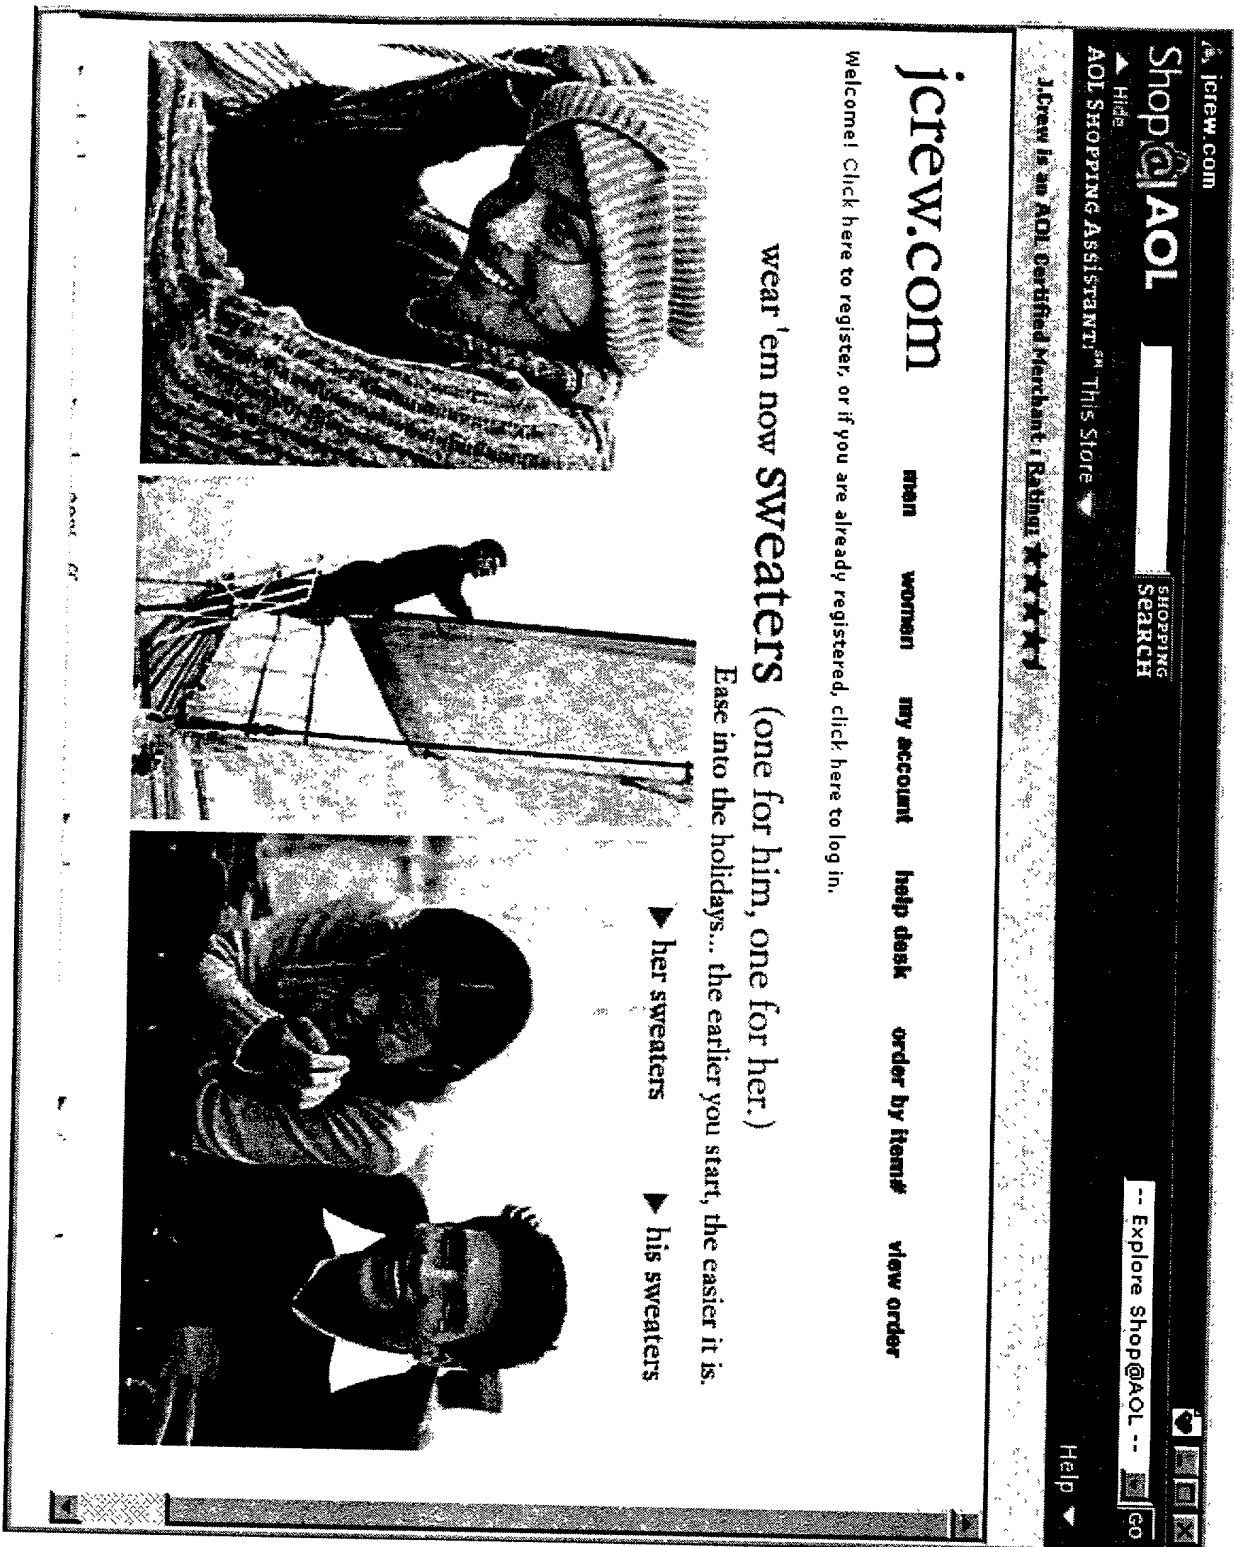 jcrew.com
Shop@AOL
SHOPPING
SEARCH
-- Explore Shop@AOL --
GO
Hide
AOL SHOPPING ASSISTANT!℠ This Store
Help
J.Crew is an AOL Certified Merchant : Rating: ★★★★
jcrew.com
men women my account help desk order by item# view order
Welcome! Click here to register, or if you are already registered, click here to log in.
wear 'em now sweaters (one for him, one for her.)
Ease into the holidays... the earlier you start, the easier it is.
her sweaters
his sweaters